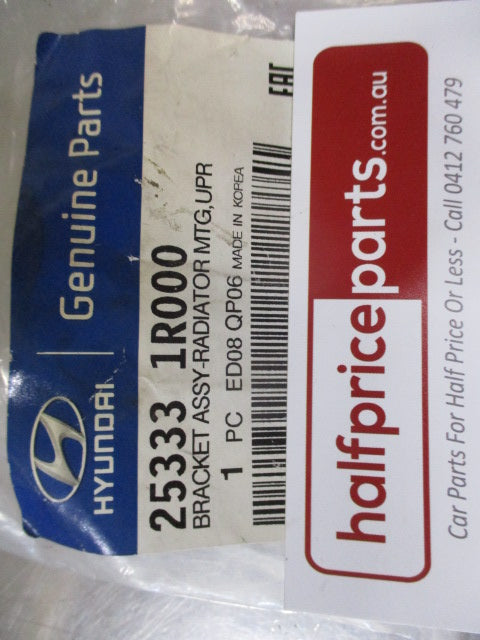 HYUNDAI | Genuine Parts
25333 1R000
BRACKET ASSY-RADIATOR MTG,UPR
1 PC ED08 QP06 MADE IN KOREA
EAC
halfpriceparts.com.au
Car Parts For Half Price Or Less - Call 0412 760 479